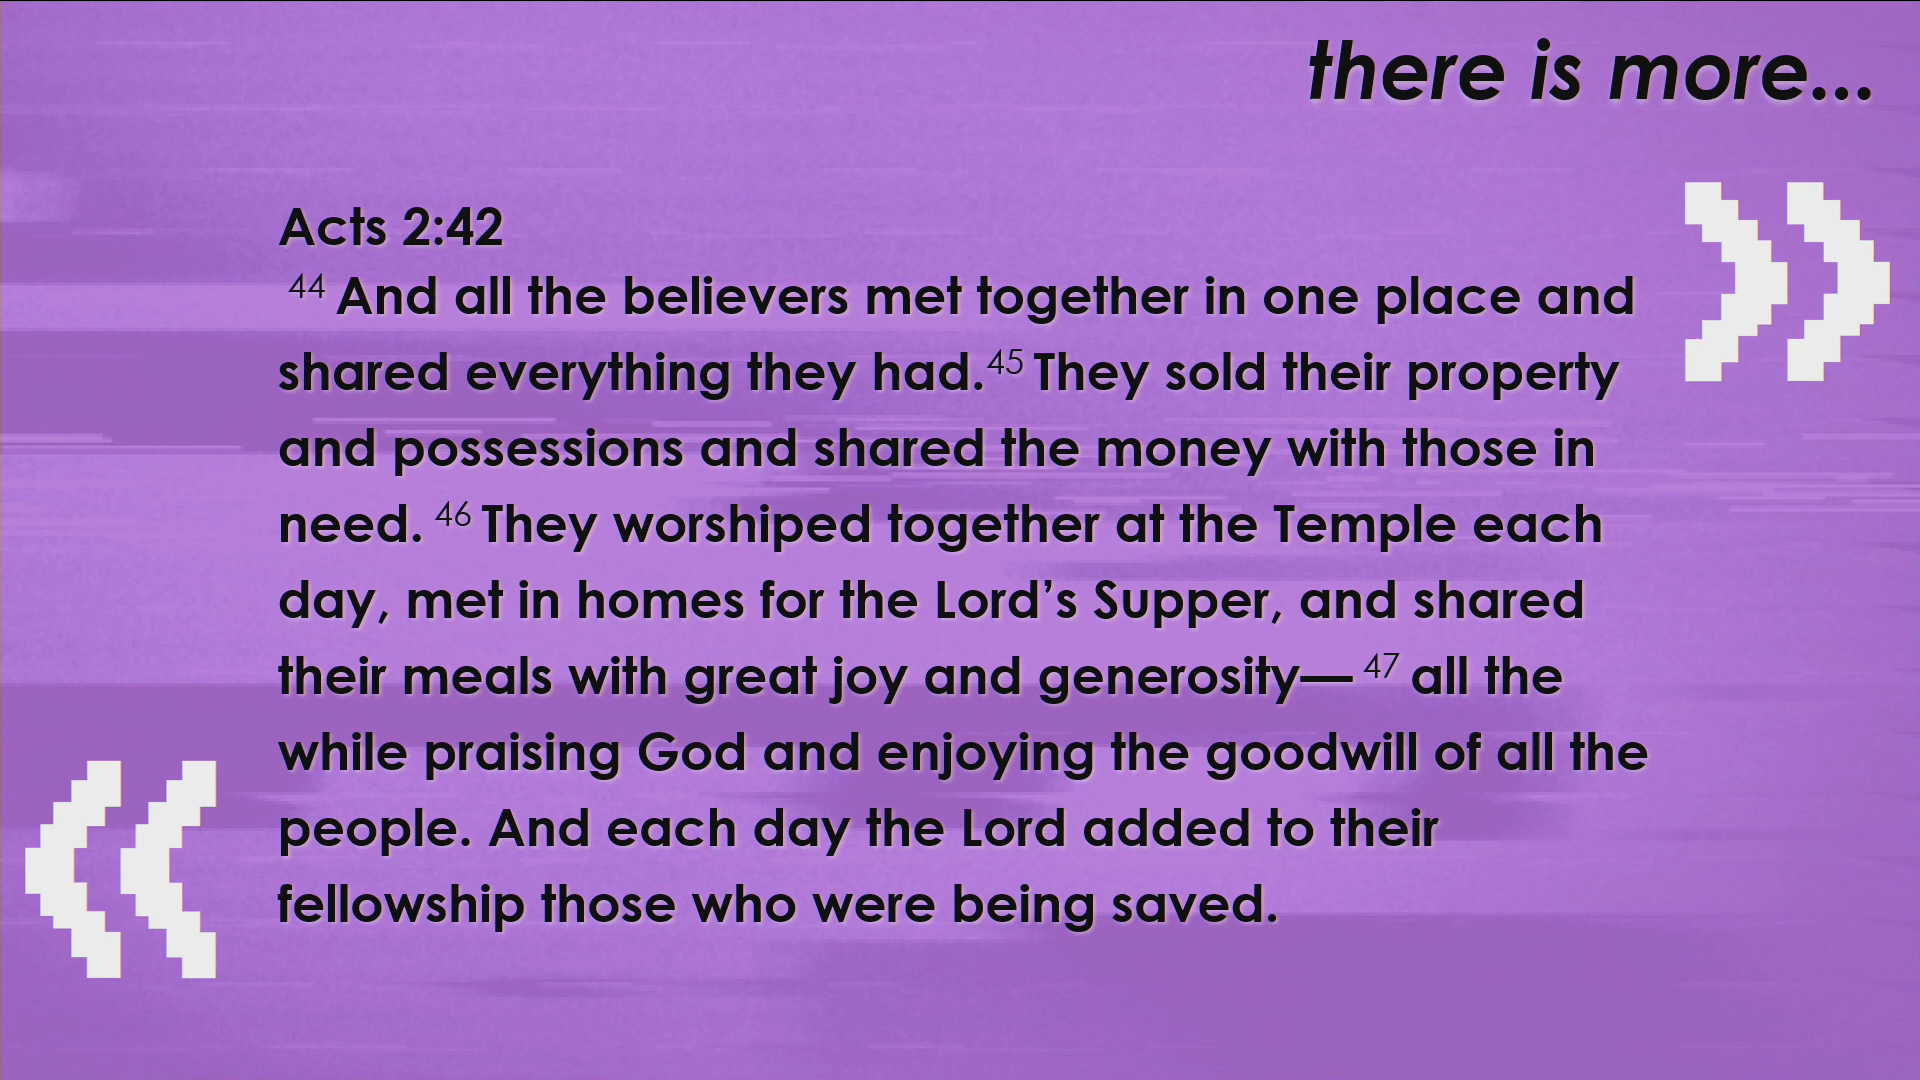 there is more...
Acts 2:42
44 And all the believers met together in one place and
shared everything they had.45 They sold their property
and possessions and shared the money with those in
need. 46 They worshiped together at the Temple each
day, met in homes for the Lord’s Supper, and shared
their meals with great joy and generosity— 47 all the
while praising God and enjoying the goodwill of all the
people. And each day the Lord added to their
fellowship those who were being saved.